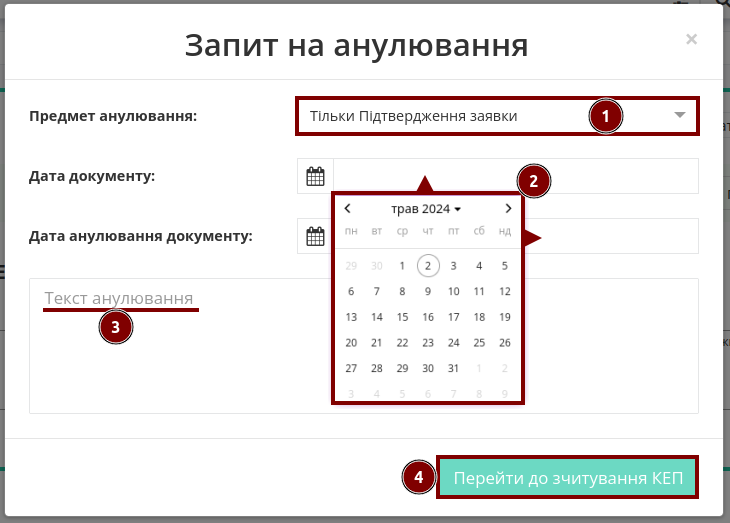 Запит на анулювання
×
Предмет анулювання:
Тільки Підтвердження заявки
1
Дата документу:
2
трав 2024
пн вт ср чт пт сб нд
Дата анулювання документу:
29 30 1 2 3 4 5
6 7 8 9 10 11 12
13 14 15 16 17 18 19
20 21 22 23 24 25 26
27 28 29 30 31 1 2
3 4 5 6 7 8 9
Текст анулювання
3
4
Перейти до зчитування КЕП